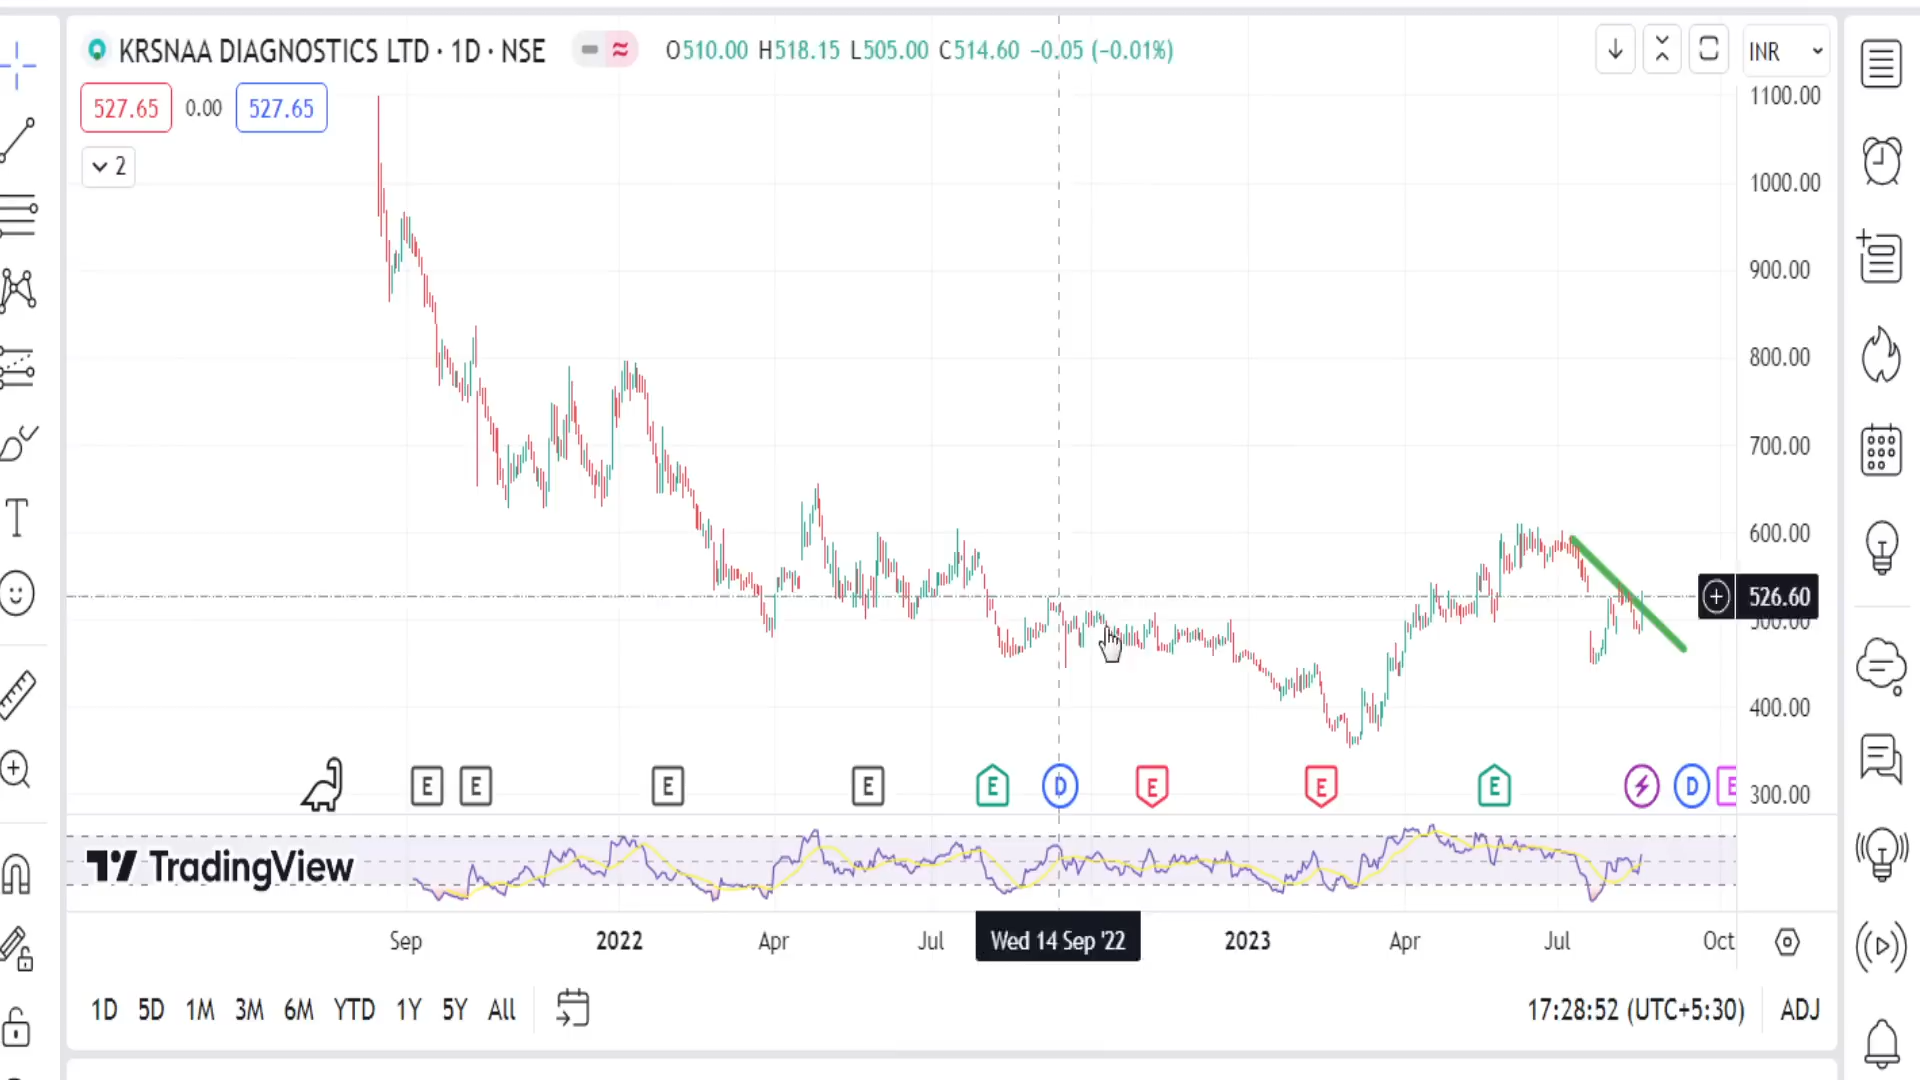 KRSNAA DIAGNOSTICS LTD · 1D · NSE O510.00 H518.15 L505.00 C514.60 −0.05 (−0.01%)
INR
527.65 0.00 527.65
2
1100.00
1000.00
900.00
800.00
700.00
600.00
526.60
500.00
400.00
300.00
E E E E E D E E E D E
TradingView
Sep 2022 Apr Jul Wed 14 Sep '22 2023 Apr Jul Oct
1D 5D 1M 3M 6M YTD 1Y 5Y All 17:28:52 (UTC+5:30) ADJ